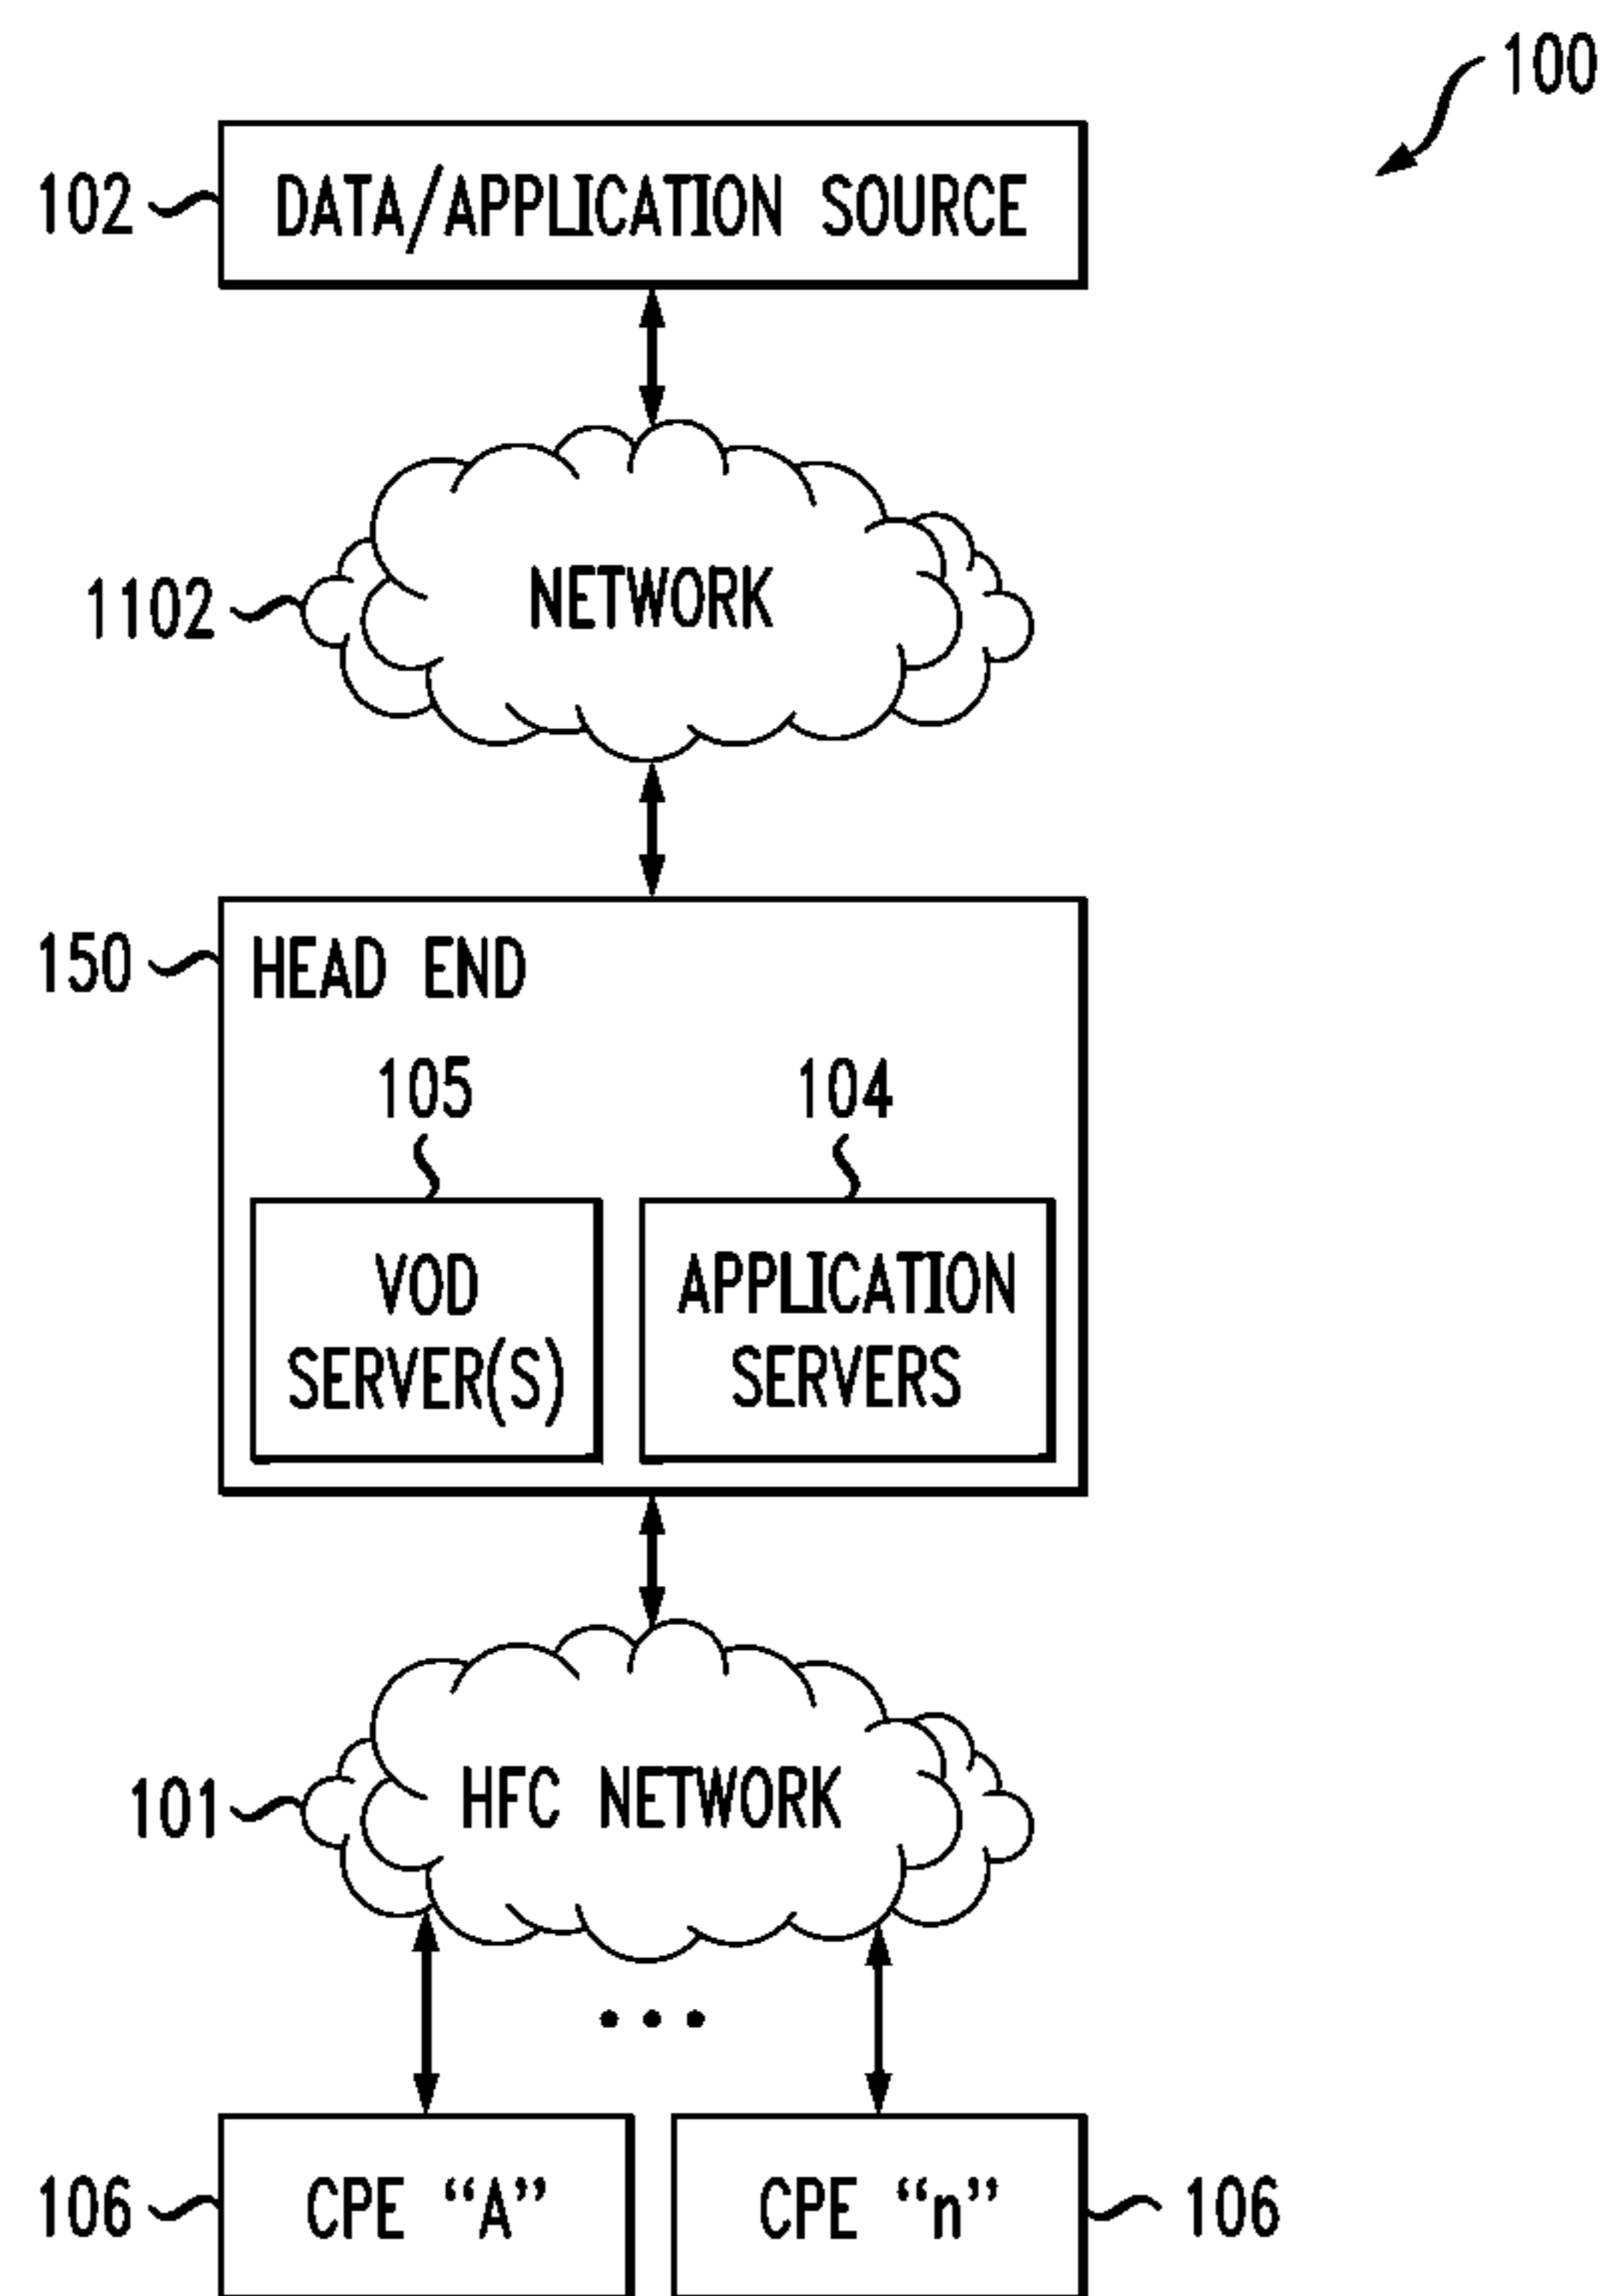 100
102 DATA/APPLICATION SOURCE
1102 NETWORK
150 HEAD END
105 104
VOD
SERVER(S)
APPLICATION
SERVERS
101 HFC NETWORK
106 CPE “A”
CPE “n” 106